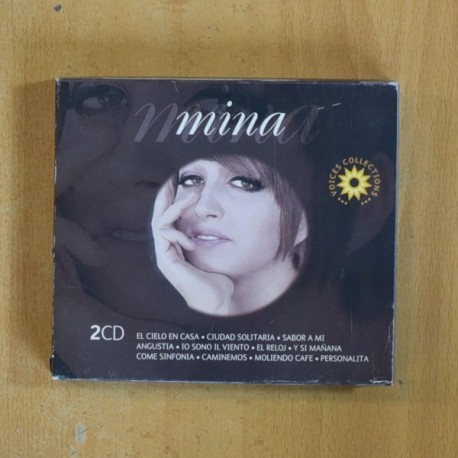 mina
mina
VOICES COLLECTIONS
2CD
EL CIELO EN CASA • CIUDAD SOLITARIA • SABOR A MI
ANGUSTIA • IO SONO IL VIENTO • EL RELOJ • Y SI MAÑANA
COME SINFONIA • CAMINEMOS • MOLIENDO CAFE • PERSONALITA